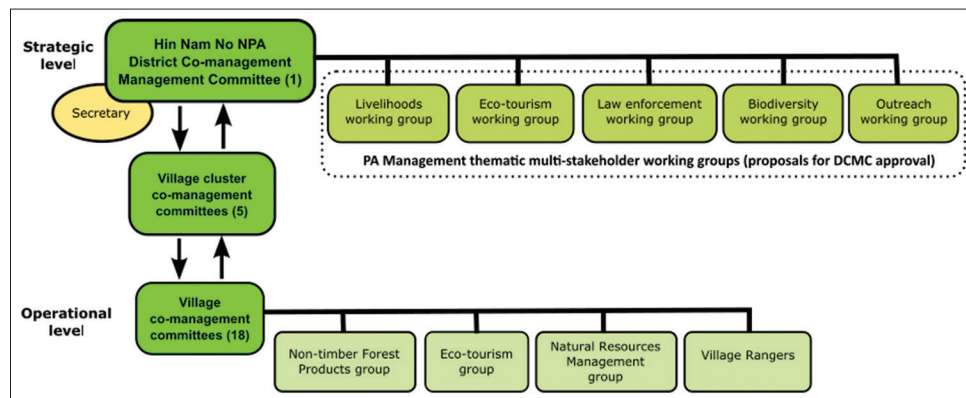 Strategic
level
Hin Nam No NPA
District Co-management
Management Committee (1)
Secretary
Livelihoods
working group
Eco-tourism
working group
Law enforcement
working group
Biodiversity
working group
Outreach
working group
PA Management thematic multi-stakeholder working groups (proposals for DCMC approval)
Village cluster
co-management
committees (5)
Operational
level
Village
co-management
committees (18)
Non-timber Forest
Products group
Eco-tourism
group
Natural Resources
Management
group
Village Rangers